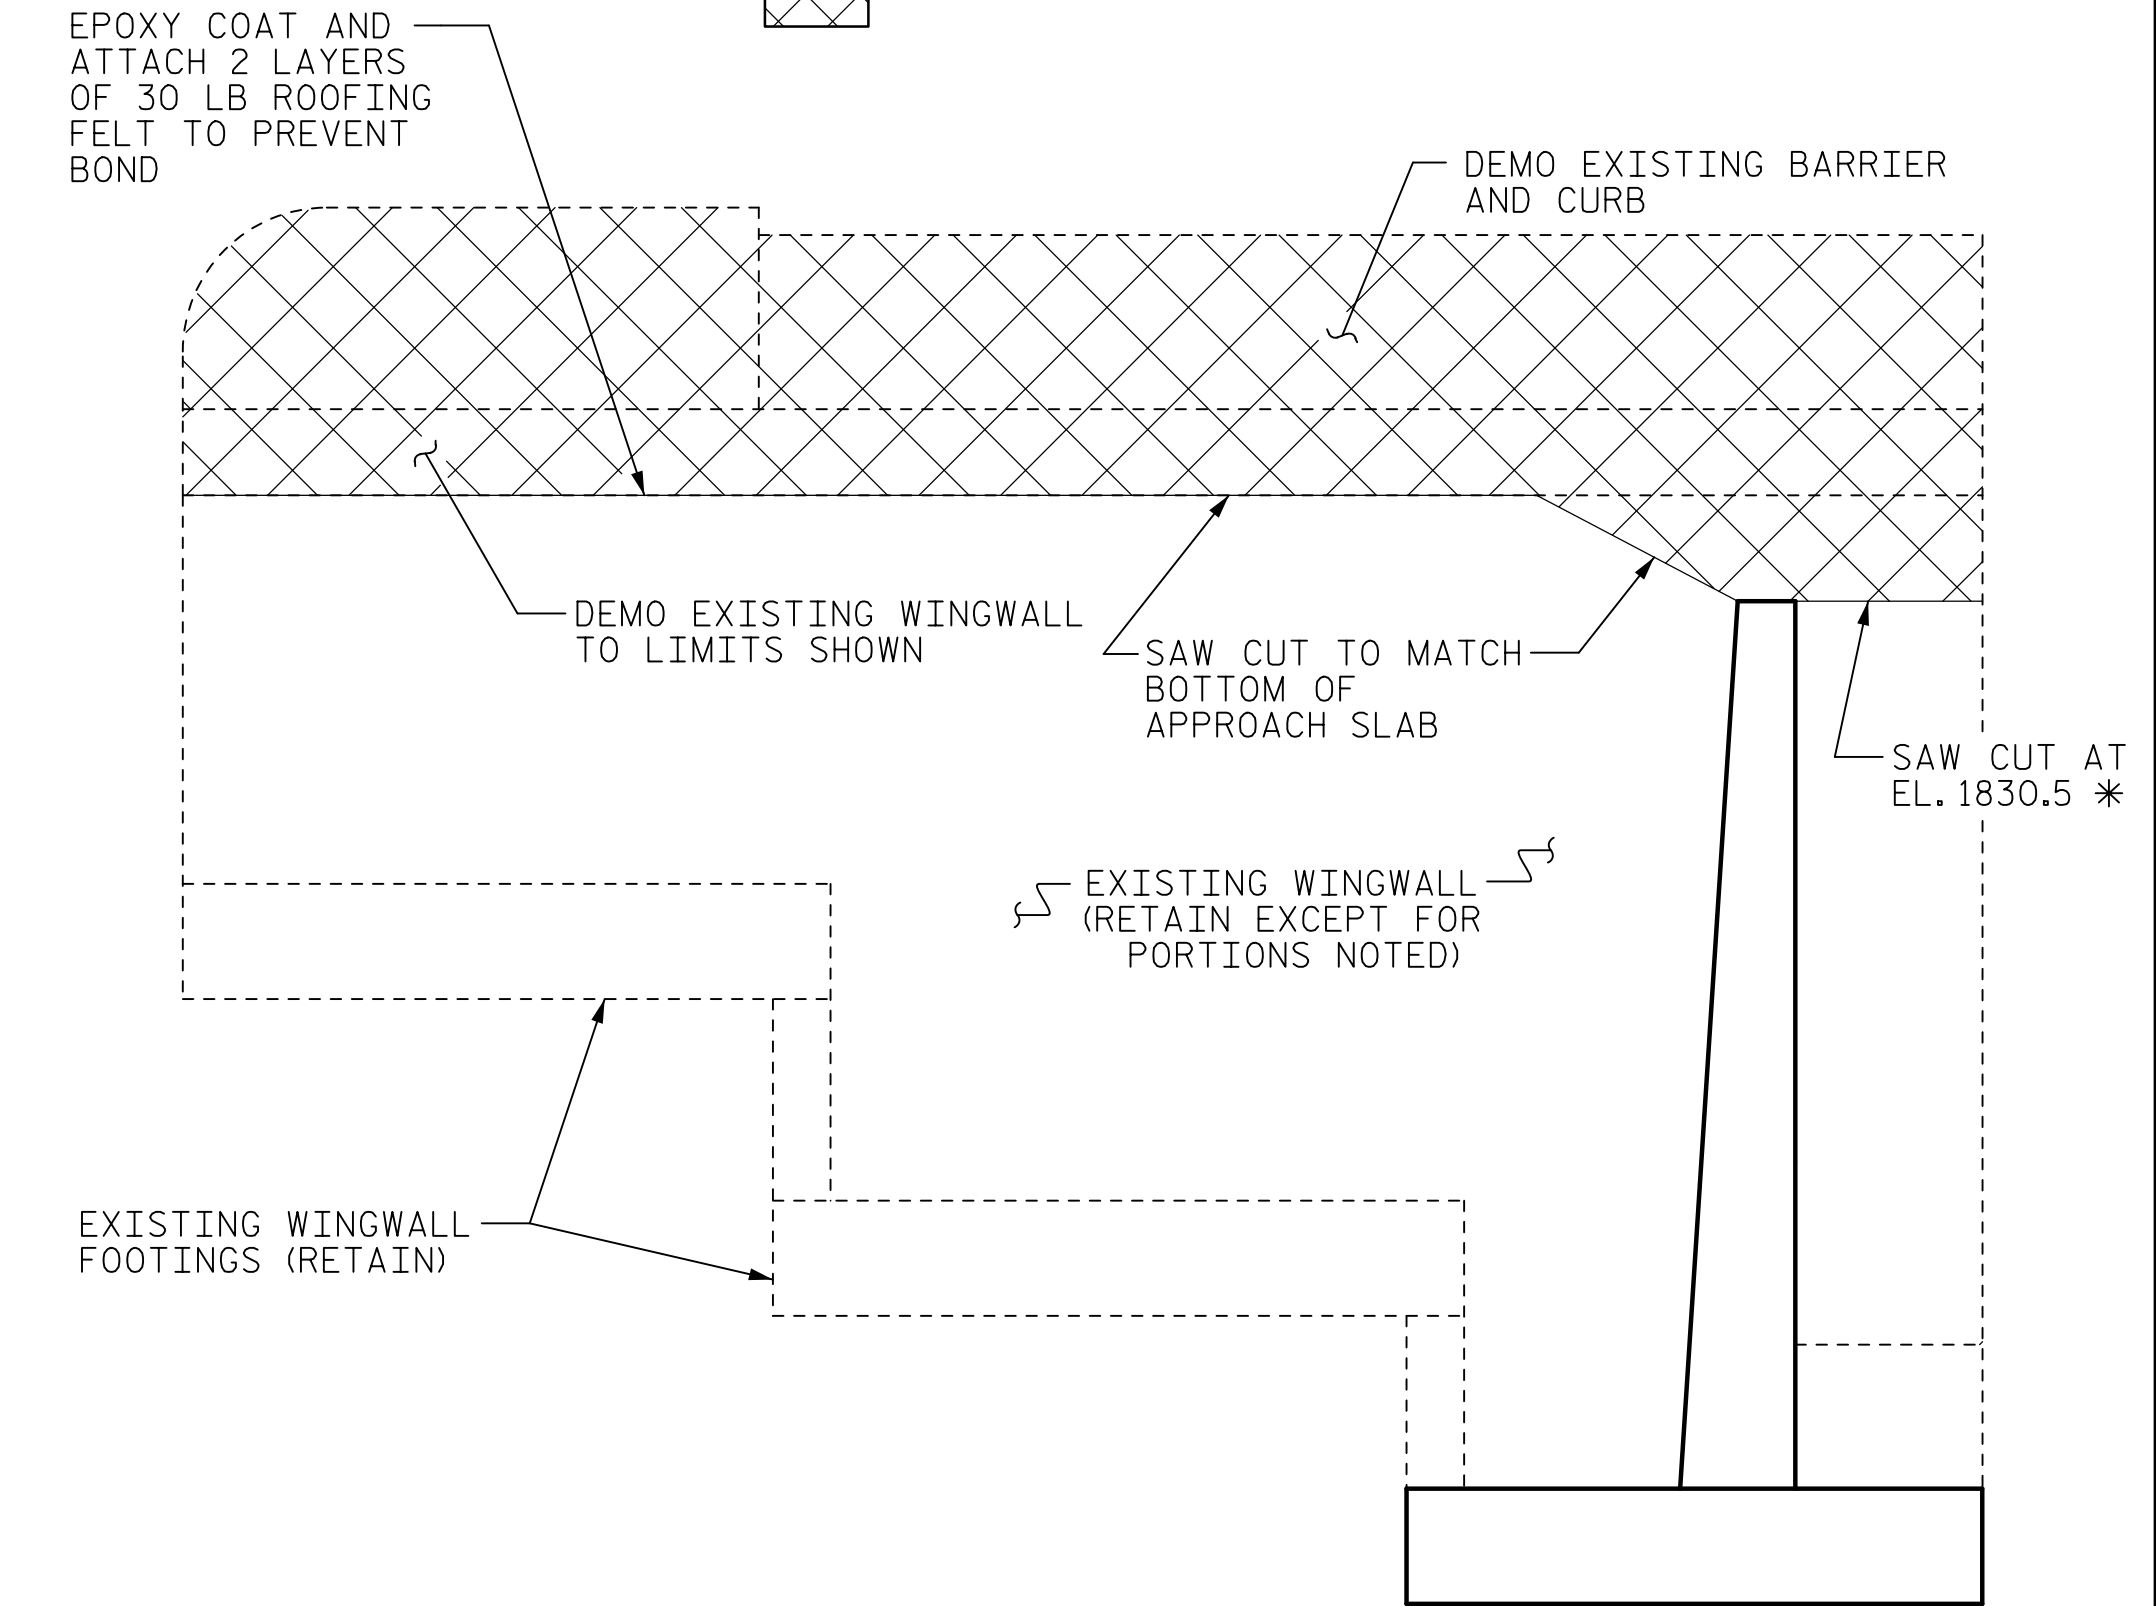 EPOXY COAT AND
ATTACH 2 LAYERS
OF 30 LB ROOFING
FELT TO PREVENT
BOND
DEMO EXISTING BARRIER
AND CURB
DEMO EXISTING WINGWALL
TO LIMITS SHOWN
SAW CUT TO MATCH
BOTTOM OF
APPROACH SLAB
SAW CUT AT
EL. 1830.5 *
EXISTING WINGWALL
(RETAIN EXCEPT FOR
PORTIONS NOTED)
EXISTING WINGWALL
FOOTINGS (RETAIN)